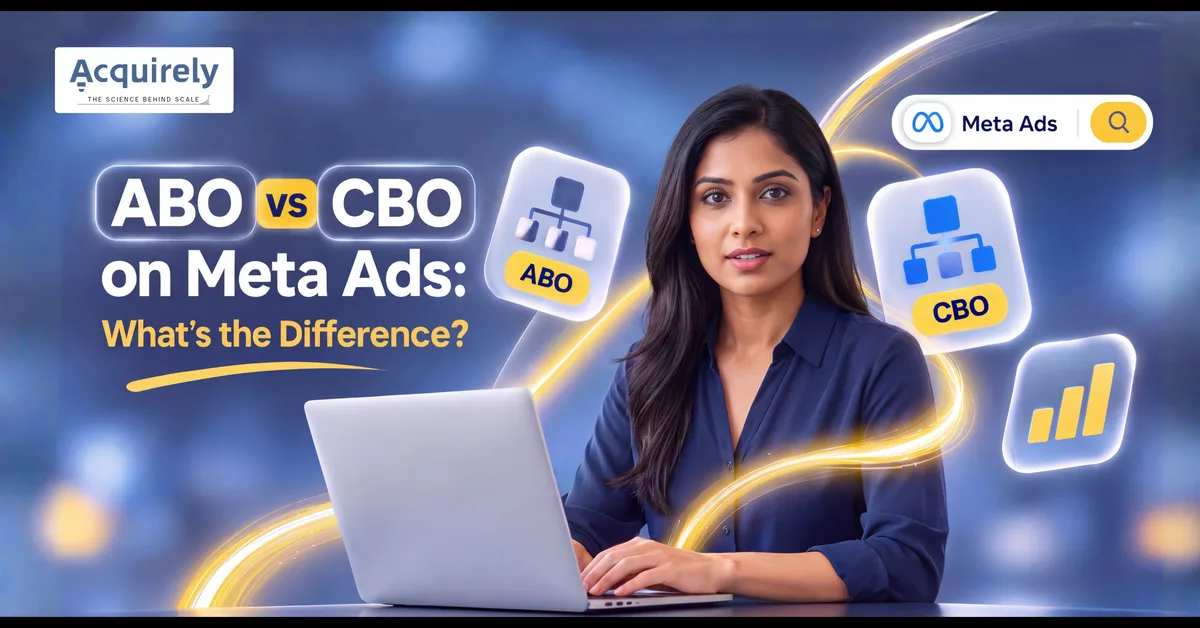 Acquirely
THE SCIENCE BEHIND SCALE
Meta Ads
ABO vs CBO
on Meta Ads:
What's the Difference?
ABO
CBO